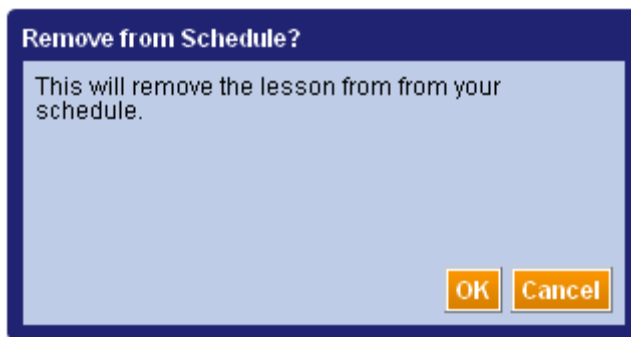 Remove from Schedule?
This will remove the lesson from from your
schedule.
OK Cancel